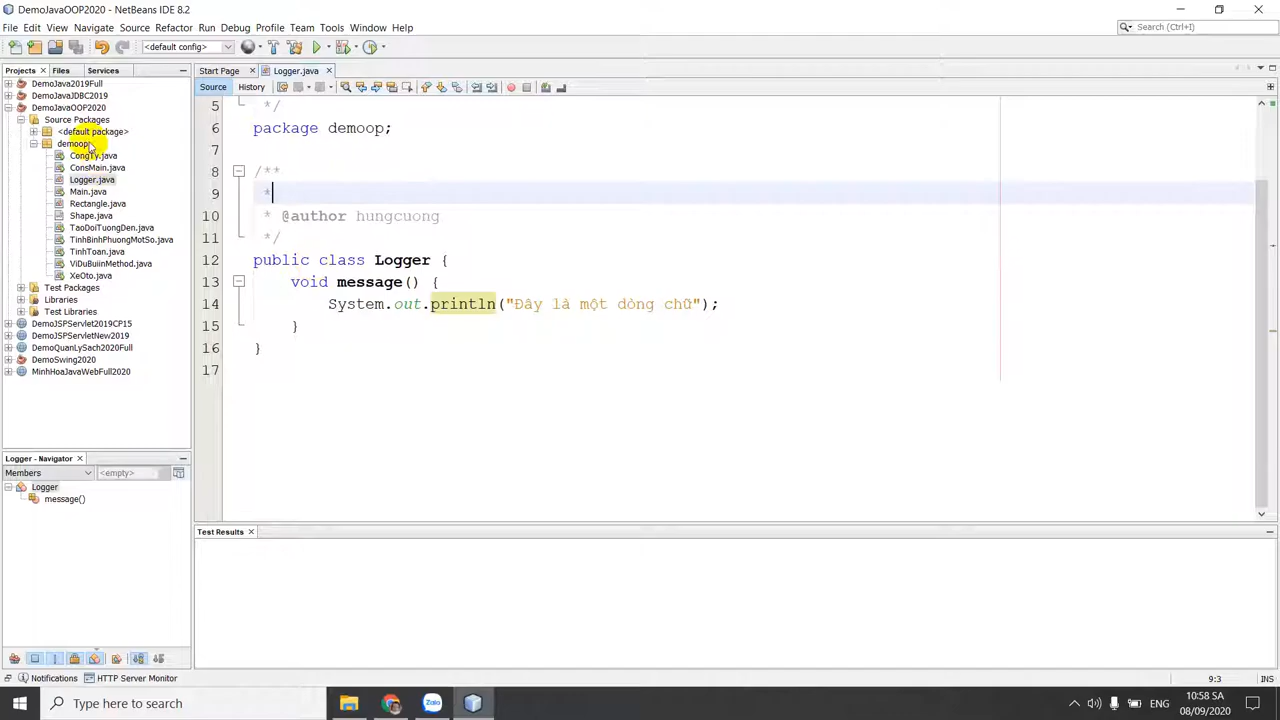 DemoJavaOOP2020 - NetBeans IDE 8.2
File Edit View Navigate Source Refactor Run Debug Profile Team Tools Window Help
Search (Ctrl+I)
<default config>
Projects Files Services
Start Page Logger.java
Source History
DemoJava2019Full
DemoJavaJDBC2019
DemoJavaOOP2020
Source Packages
<default package>
demoop
CongTy.java
ConsMain.java
Logger.java
Main.java
Rectangle.java
Shape.java
TaoDoiTuongDen.java
TinhBinhPhuongMotSo.java
TinhToan.java
ViDuBuiinMethod.java
XeOto.java
Test Packages
Libraries
Test Libraries
DemoJSPServlet2019CP15
DemoJSPServletNew2019
DemoQuanLySach2020Full
DemoSwing2020
MinhHoaJavaWebFull2020
5 */
6 package demoop;
7
8 /**
9 *
10 * @author hungcuong
11 */
12 public class Logger {
13 void message() {
14 System.out.println("Đây là một dòng chữ");
15 }
16 }
17
Logger - Navigator
Members <empty>
Logger
message()
Test Results
Notifications HTTP Server Monitor
9:3 INS
Type here to search
Zalo
ENG
10:58 SA
08/09/2020